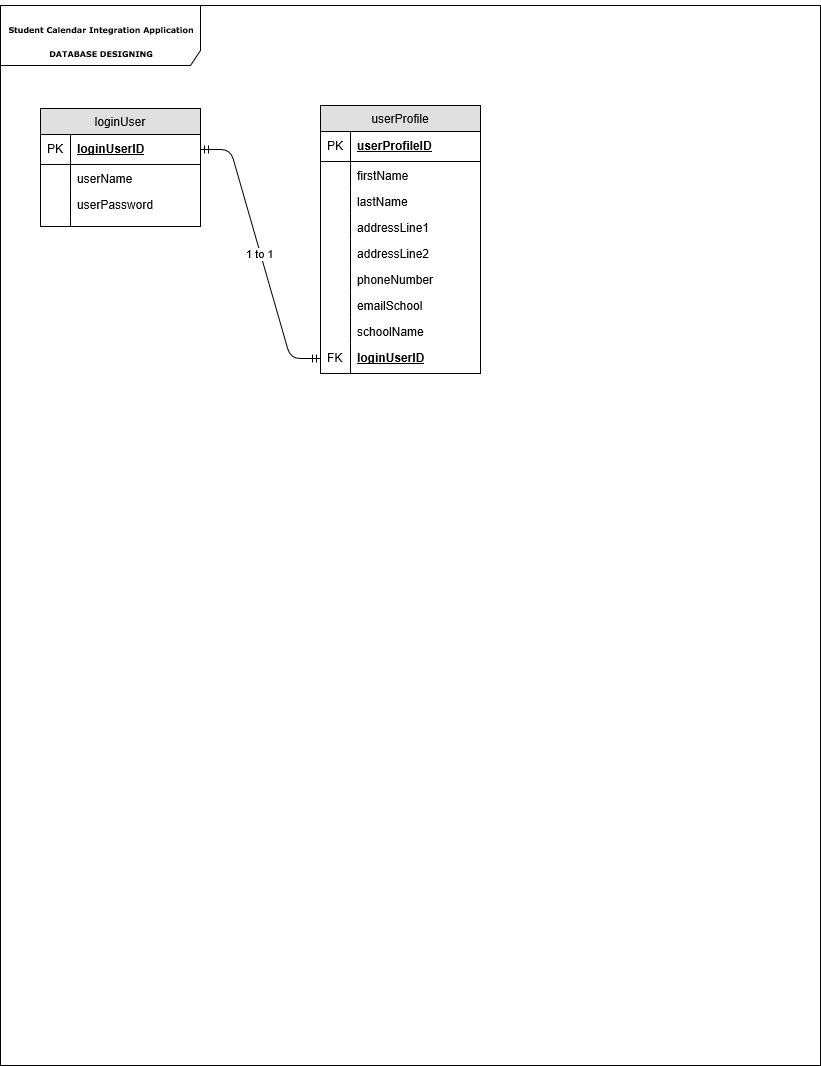 Student Calendar Integration Application
DATABASE DESIGNING
loginUser
PK loginUserID
userName
userPassword
1 to 1
userProfile
PK userProfileID
firstName
lastName
addressLine1
addressLine2
phoneNumber
emailSchool
schoolName
FK loginUserID